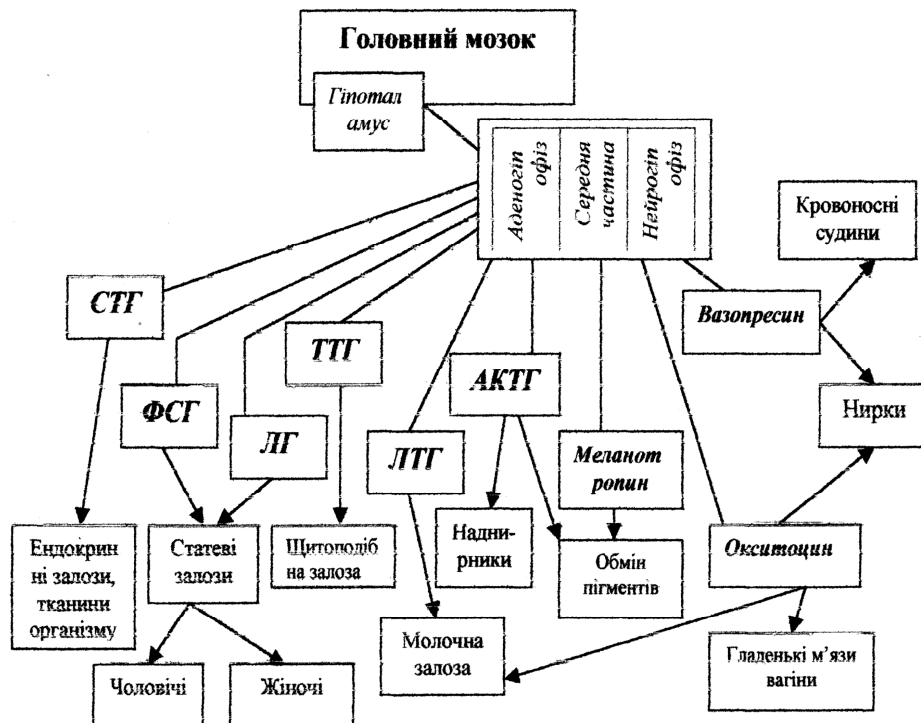 Головний мозок
Гіпотал
амус
Аденогіп
офіз
Середня
частина
Нейрогіп
офіз
Кровоносні
судини
СТГ
Вазопресин
ТТГ
АКТГ
ФСГ
Нирки
ЛГ
ЛТГ
Меланот
ропин
Ендокрин
ні залози,
тканини
організму
Статеві
залози
Щитоподіб
на залоза
Надни-
рники
Обмін
пігментів
Окситоцин
Молочна
залоза
Гладенькі м’язи
вагіни
Чоловічі
Жіночі